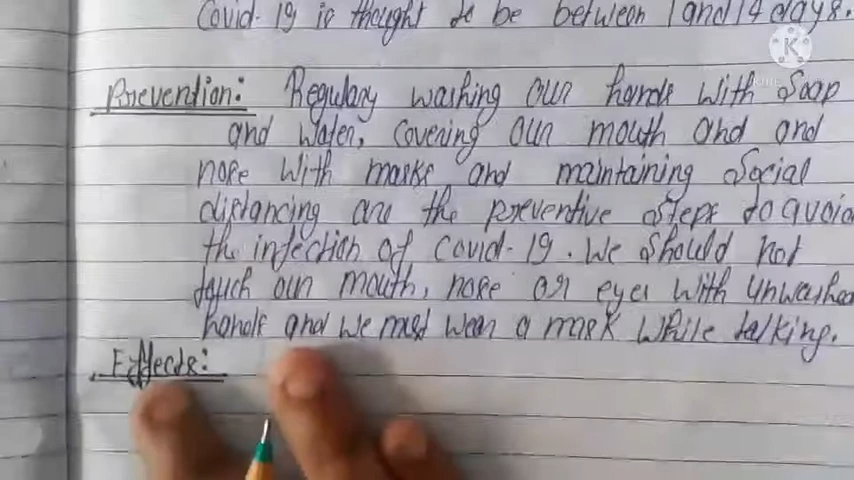 Covid-19 is thought to be between 1 and 14 days.
Prevention: Regulary washing our hands with Soap
and water, covering our mouth and and
nose with masks and maintaining Social
distancing are the preventive steps to avoid
the infection of Covid-19. We should not
touch our mouth, nose or eyes with unwashed
hands and we must wear a mask while talking.
Effects:
K